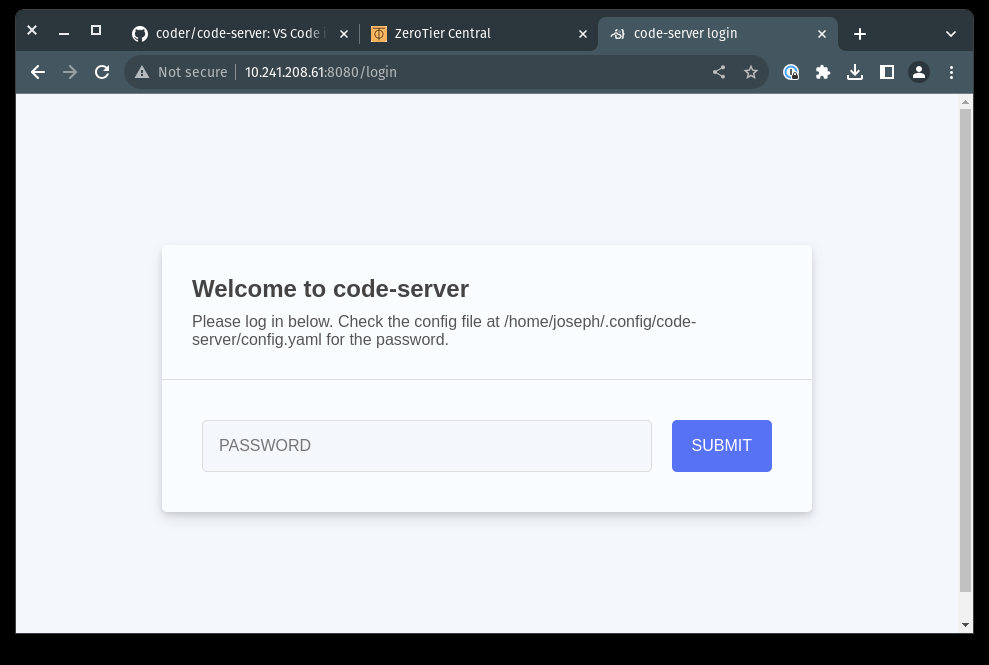 coder/code-server: VS Code i
ZeroTier Central
code-server login
Not secure
10.241.208.61:8080/login
Welcome to code-server
Please log in below. Check the config file at /home/joseph/.config/code-
server/config.yaml for the password.
PASSWORD
SUBMIT